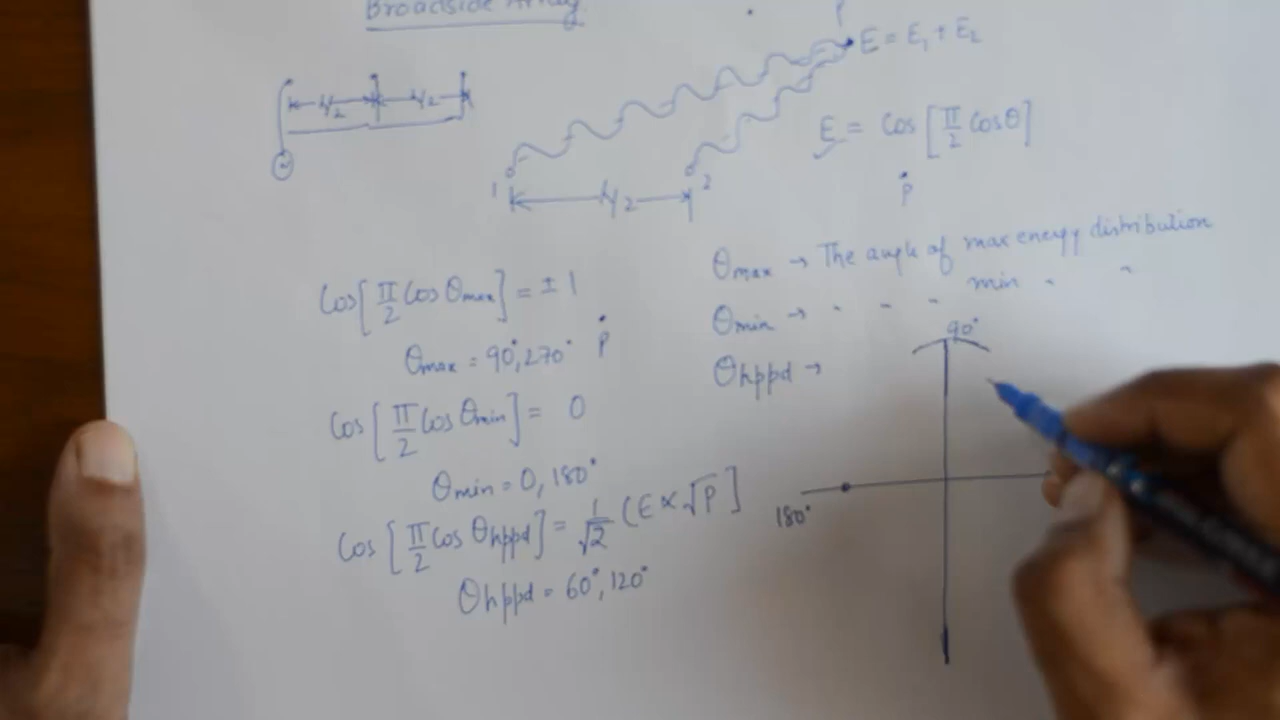 Broadside Array
P
E = E₁ + E₂
λ/2 λ/2
E = Cos[π/2 Cosθ]
1 λ/2 2
P
θmax → The angle of max energy distribution
θmin → " " " min " "
θhppd →
Cos[π/2 Cos θmax] = ± 1
θmax = 90°, 270° P
Cos[π/2 Cos θmin] = 0
θmin = 0, 180°
Cos[π/2 Cos θhppd] = 1/√2 (E ∝ √P]
θhppd = 60°, 120°
90°
180°